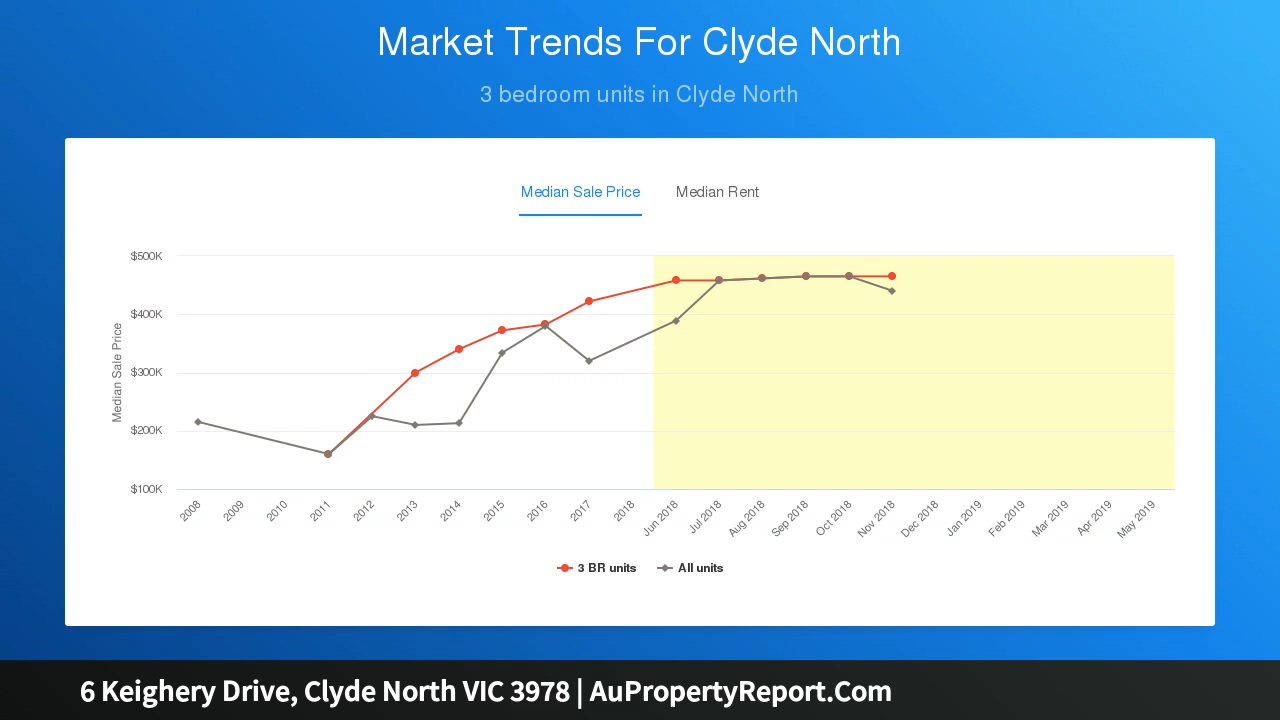 Market Trends For Clyde North
3 bedroom units in Clyde North
Median Sale Price Median Rent
$500K
$400K
$300K
$200K
$100K
Median Sale Price
2008 2009 2010 2011 2012 2013 2014 2015 2016 2017 2018 Jun 2018 Jul 2018 Aug 2018 Sep 2018 Oct 2018 Nov 2018 Dec 2018 Jan 2019 Feb 2019 Mar 2019 Apr 2019 May 2019
3 BR units All units
6 Keighery Drive, Clyde North VIC 3978 | AuPropertyReport.Com